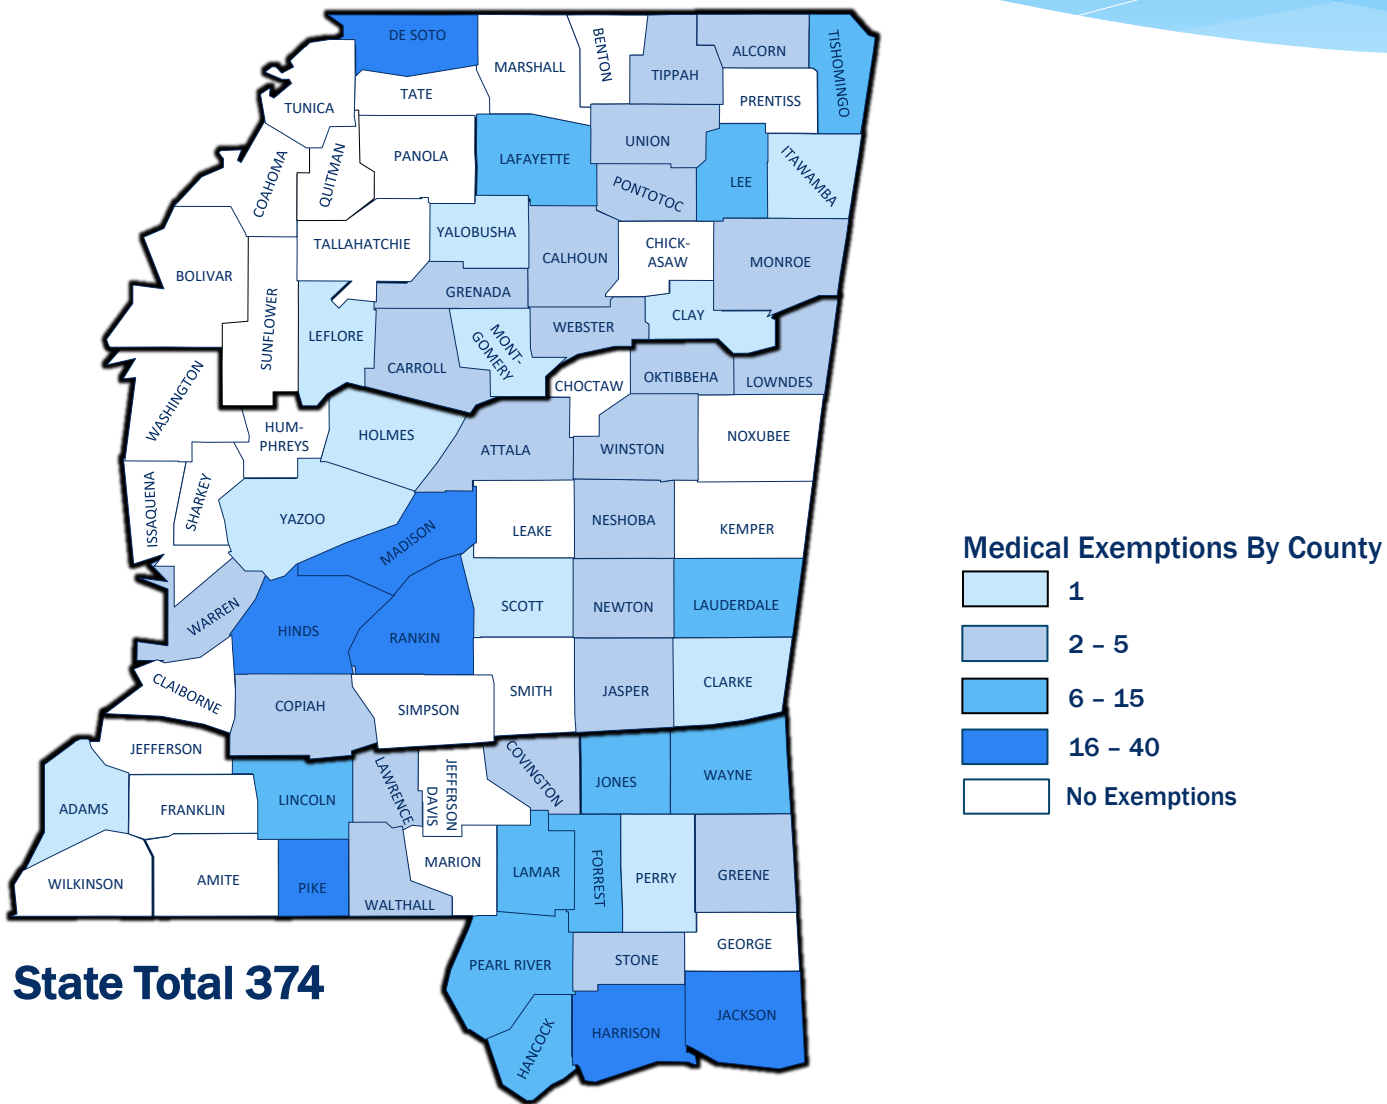 DE SOTO
MARSHALL
BENTON
TIPPAH
ALCORN
TISHOMINGO
TUNICA
TATE
PRENTISS
COAHOMA
QUITMAN
PANOLA
LAFAYETTE
UNION
PONTOTOC
LEE
ITAWAMBA
BOLIVAR
SUNFLOWER
TALLAHATCHIE
YALOBUSHA
CALHOUN
CHICK-
ASAW
MONROE
GRENADA
LEFLORE
CARROLL
MONT-
GOMERY
WEBSTER
CLAY
WASHINGTON
HUM-
PHREYS
HOLMES
ATTALA
CHOCTAW
OKTIBBEHA
LOWNDES
WINSTON
NOXUBEE
ISSAQUENA
SHARKEY
YAZOO
MADISON
LEAKE
NESHOBA
KEMPER
WARREN
HINDS
RANKIN
SCOTT
NEWTON
LAUDERDALE
CLAIBORNE
COPIAH
SIMPSON
SMITH
JASPER
CLARKE
JEFFERSON
ADAMS
FRANKLIN
LINCOLN
LAWRENCE
JEFFERSON
DAVIS
COVINGTON
JONES
WAYNE
WILKINSON
AMITE
PIKE
WALTHALL
MARION
LAMAR
FORREST
PERRY
GREENE
PEARL RIVER
STONE
GEORGE
HANCOCK
HARRISON
JACKSON
State Total 374
Medical Exemptions By County
1
2 – 5
6 – 15
16 – 40
No Exemptions